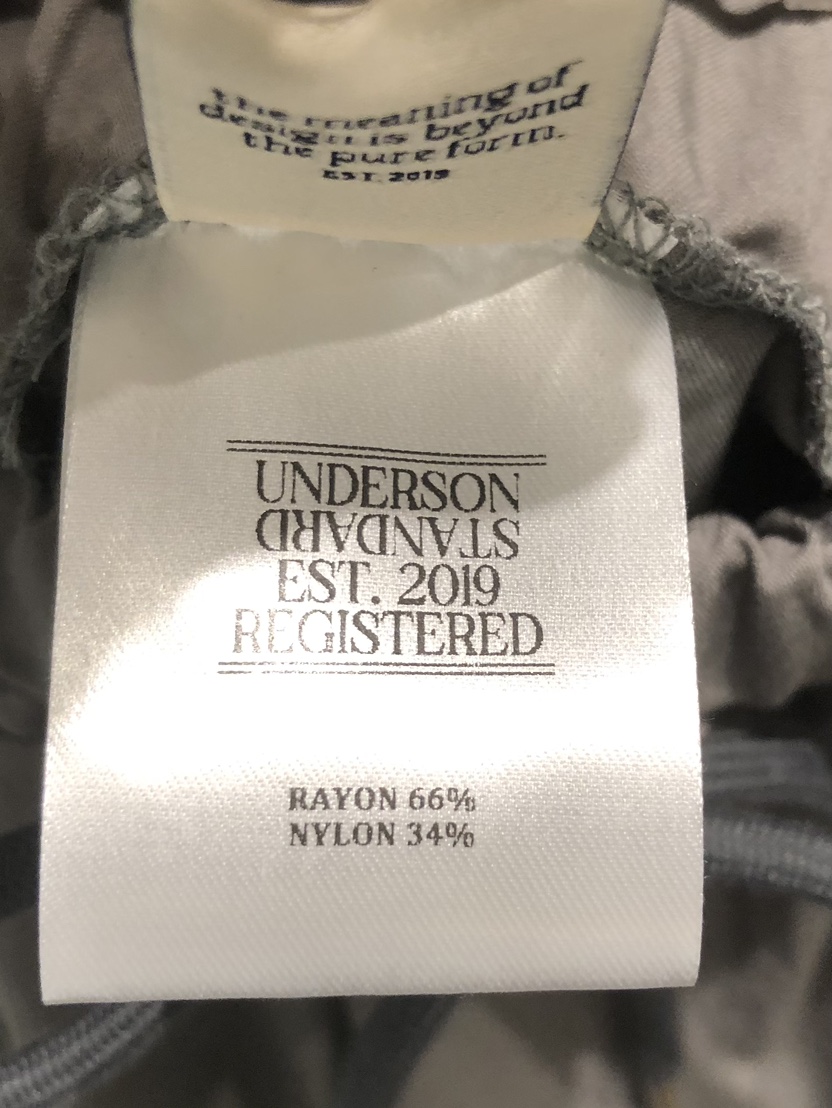 the meaning of
design is beyond
the pure form.
EST. 2019
UNDERSON
STANDARD
EST. 2019
REGISTERED
RAYON 66%
NYLON 34%